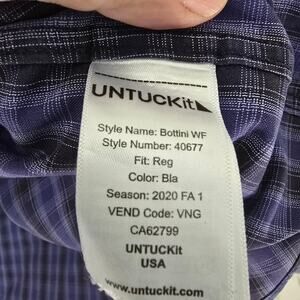 UNTUCKit
Style Name: Bottini WF
Style Number: 40677
Fit: Reg
Color: Bla
Season: 2020 FA 1
VEND Code: VNG
CA62799
UNTUCKit
USA
www.untuckit.com